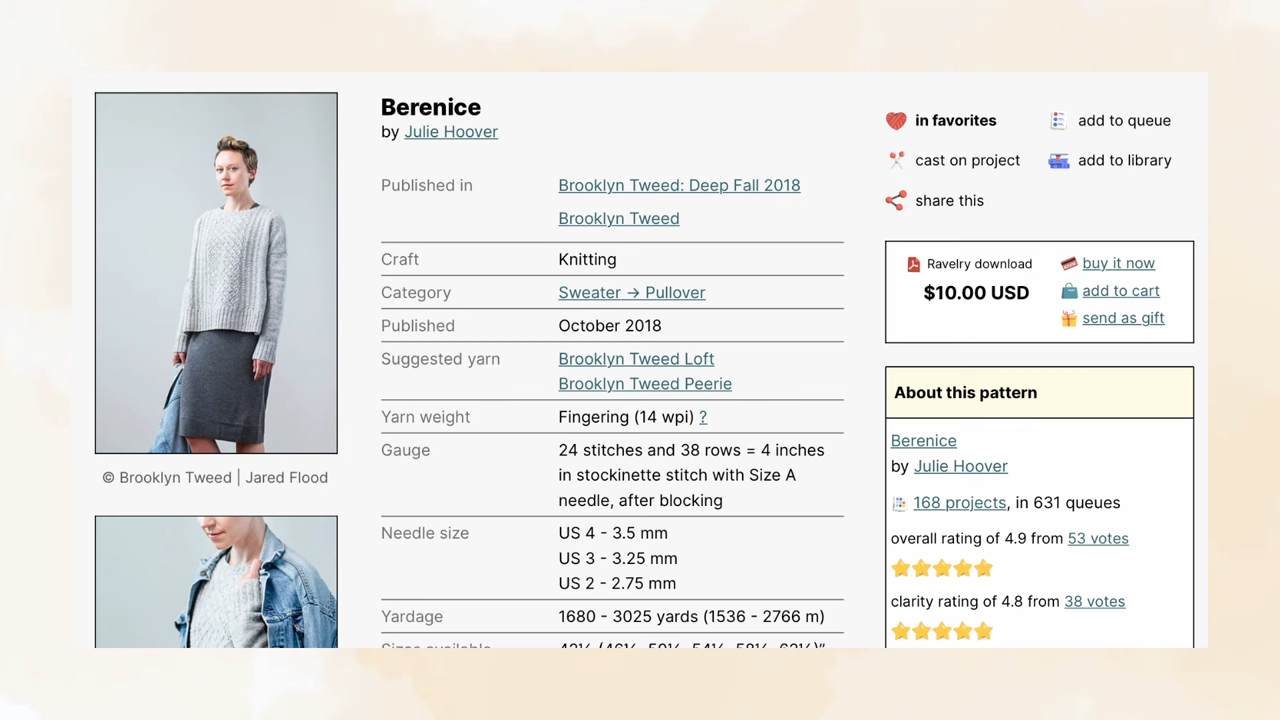 Berenice
by Julie Hoover
Published in
Brooklyn Tweed: Deep Fall 2018
Brooklyn Tweed
Craft
Knitting
Category
Sweater → Pullover
Published
October 2018
Suggested yarn
Brooklyn Tweed Loft
Brooklyn Tweed Peerie
Yarn weight
Fingering (14 wpi) ?
Gauge
24 stitches and 38 rows = 4 inches
in stockinette stitch with Size A
needle, after blocking
Needle size
US 4 - 3.5 mm
US 3 - 3.25 mm
US 2 - 2.75 mm
Yardage
1680 - 3025 yards (1536 - 2766 m)
Sizes available
© Brooklyn Tweed | Jared Flood
in favorites
add to queue
cast on project
add to library
share this
Ravelry download
$10.00 USD
buy it now
add to cart
send as gift
About this pattern
Berenice
by Julie Hoover
168 projects, in 631 queues
overall rating of 4.9 from 53 votes
clarity rating of 4.8 from 38 votes